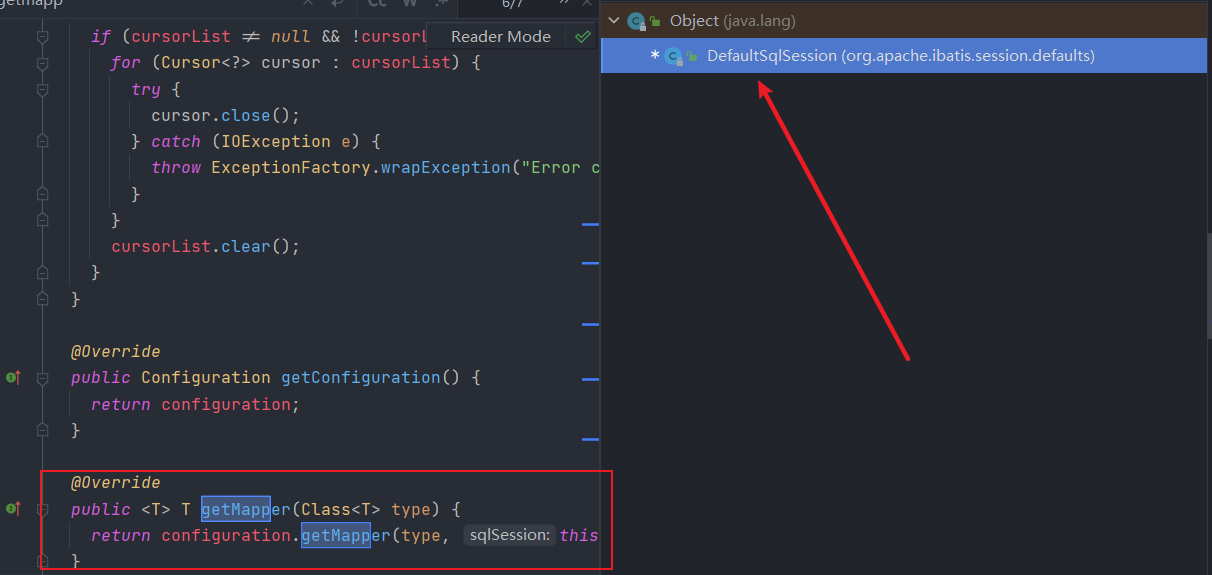 getmapp
Cc W .* 6/7
if (cursorList ≠ null && !cursorL
Reader Mode
for (Cursor<?> cursor : cursorList) {
try {
cursor.close();
} catch (IOException e) {
throw ExceptionFactory.wrapException("Error c
}
}
cursorList.clear();
}
}
@Override
public Configuration getConfiguration() {
return configuration;
}
@Override
public <T> T getMapper(Class<T> type) {
return configuration.getMapper(type, sqlSession: this
}
Object (java.lang)
* DefaultSqlSession (org.apache.ibatis.session.defaults)